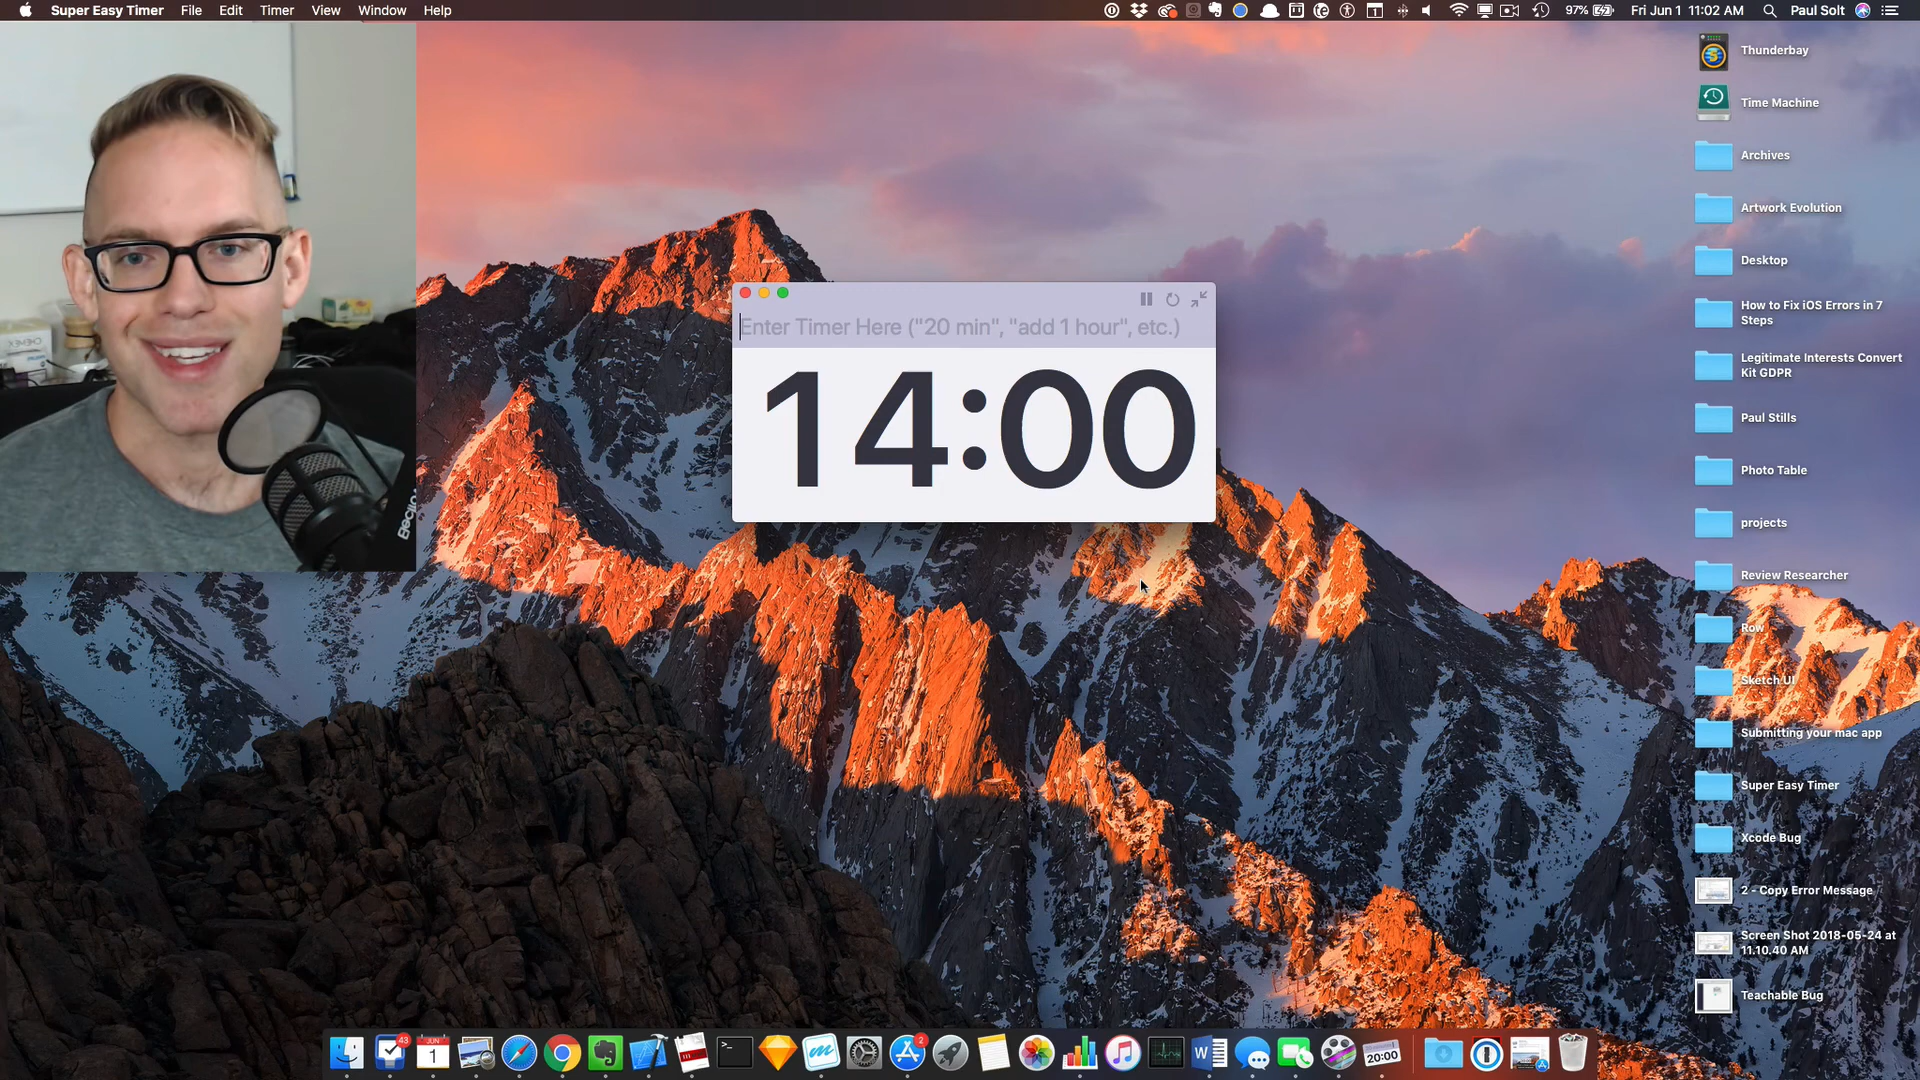 Super Easy Timer File Edit Timer View Window Help 97% Fri Jun 1 11:02 AM Paul Solt
Thunderbay
Time Machine
Archives
Artwork Evolution
Desktop
Enter Timer Here ("20 min", "add 1 hour", etc.)
14:00
How to Fix iOS Errors in 7
Steps
Legitimate Interests Convert
Kit GDPR
Paul Stills
Photo Table
projects
Review Researcher
Row
Sketch UI
Submitting your mac app
Super Easy Timer
Xcode Bug
2 - Copy Error Message
Screen Shot 2018-05-24 at
11.10.40 AM
Teachable Bug
43
JUN
1
2
20:00